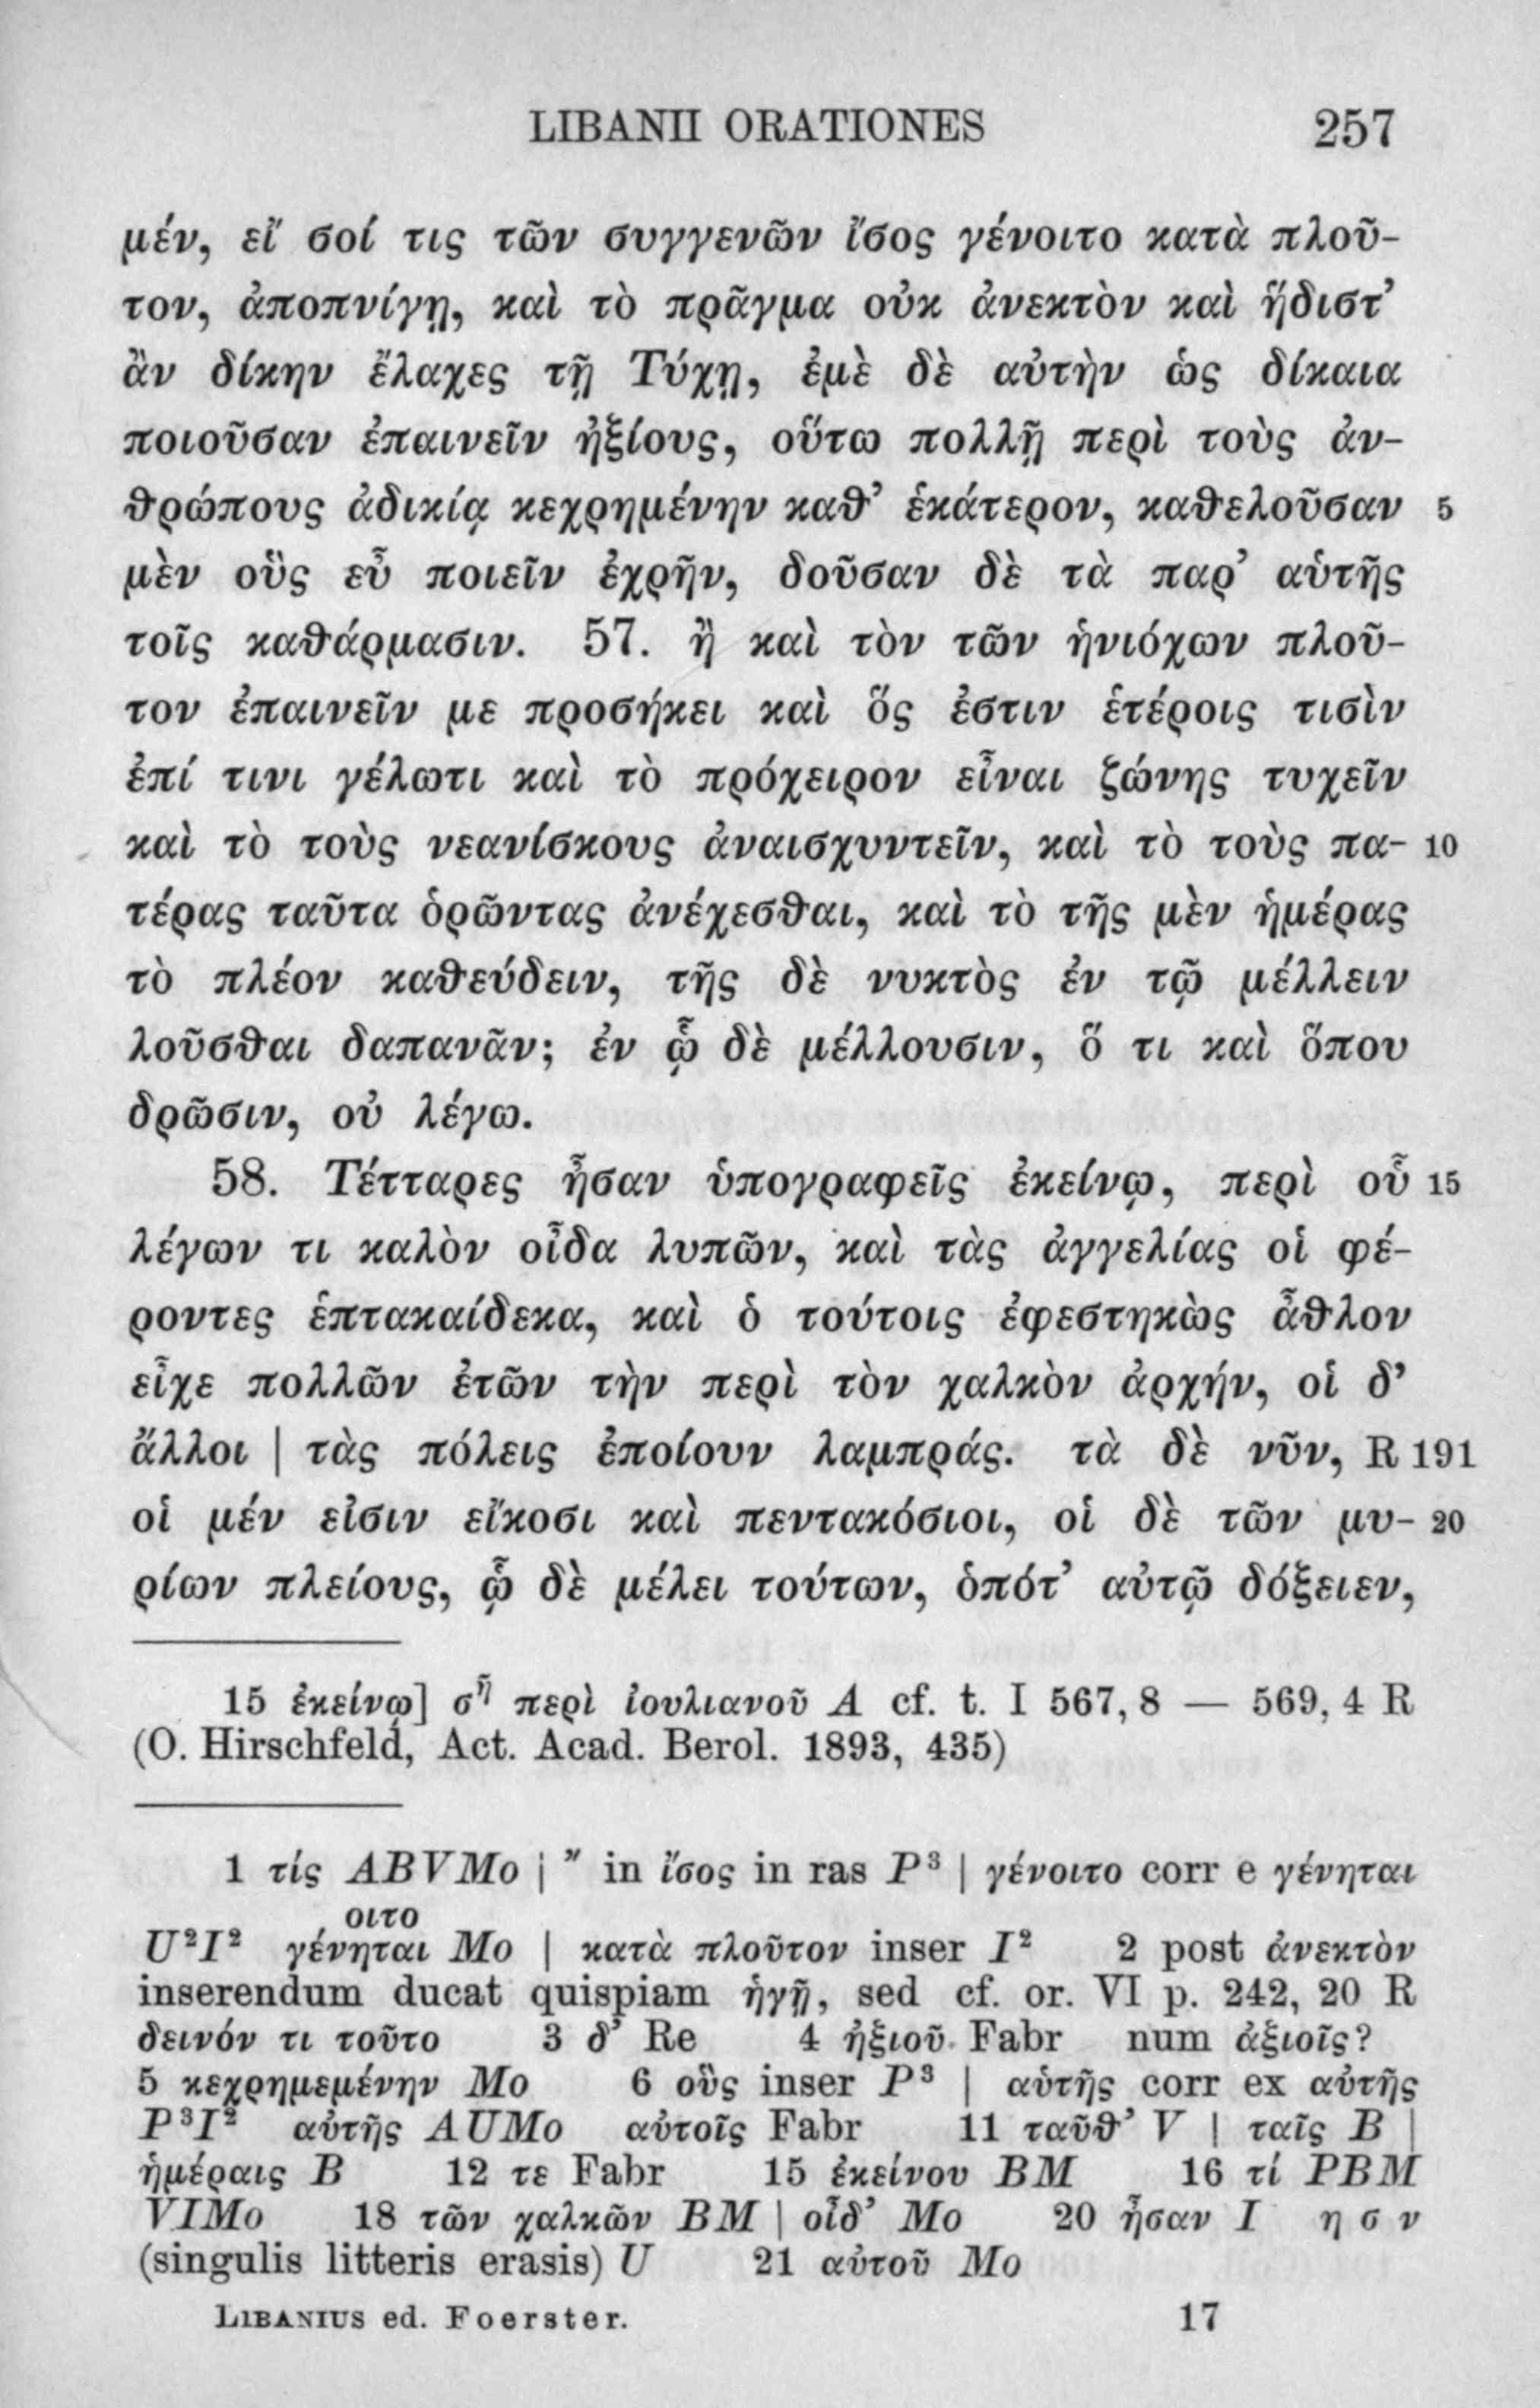 LIBANII ORATIONES 257
μέν, εἴ σοί τις τῶν συγγενῶν ἴσος γένοιτο κατὰ πλοῦ-
τον, ἀποπνίγῃ, καὶ τὸ πρᾶγμα οὐκ ἀνεκτὸν καὶ ἥδιστ’
ἂν δίκην ἔλαχες τῇ Τύχῃ, ἐμὲ δὲ αὐτὴν ὡς δίκαια
ποιοῦσαν ἐπαινεῖν ἠξίους, οὕτω πολλῇ περὶ τοὺς ἀν-
θρώπους ἀδικίᾳ κεχρημένην καθ’ ἑκάτερον, καθελοῦσαν 5
μὲν οὓς εὖ ποιεῖν ἐχρῆν, δοῦσαν δὲ τὰ παρ’ αὑτῆς
τοῖς καθάρμασιν. 57. ἢ καὶ τὸν τῶν ἡνιόχων πλοῦ-
τον ἐπαινεῖν με προσήκει καὶ ὅς ἐστιν ἑτέροις τισὶν
ἐπί τινι γέλωτι καὶ τὸ πρόχειρον εἶναι ζώνης τυχεῖν
καὶ τὸ τοὺς νεανίσκους ἀναισχυντεῖν, καὶ τὸ τοὺς πα- 10
τέρας ταῦτα ὁρῶντας ἀνέχεσθαι, καὶ τὸ τῆς μὲν ἡμέρας
τὸ πλέον καθεύδειν, τῆς δὲ νυκτὸς ἐν τῷ μέλλειν
λοῦσθαι δαπανᾶν; ἐν ᾧ δὲ μέλλουσιν, ὅ τι καὶ ὅπου
δρῶσιν, οὐ λέγω.
58. Τέτταρες ἦσαν ὑπογραφεῖς ἐκείνῳ, περὶ οὗ 15
λέγων τι καλὸν οἶδα λυπῶν, καὶ τὰς ἀγγελίας οἱ φέ-
ροντες ἑπτακαίδεκα, καὶ ὁ τούτοις ἐφεστηκὼς ἆθλον
εἶχε πολλῶν ἐτῶν τὴν περὶ τὸν χαλκὸν ἀρχήν, οἱ δ’
ἄλλοι | τὰς πόλεις ἐποίουν λαμπράς. τὰ δὲ νῦν, R 191
οἱ μέν εἰσιν εἴκοσι καὶ πεντακόσιοι, οἱ δὲ τῶν μυ- 20
ρίων πλείους, ᾧ δὲ μέλει τούτων, ὁπότ’ αὐτῷ δόξειεν,
15 ἐκείνῳ] σῆ περὶ ἰουλιανοῦ A cf. t. I 567, 8 — 569, 4 R
(O. Hirschfeld, Act. Acad. Berol. 1893, 435)
1 τίς ABVMo | ῎ in ἴσος in ras P³ | γένοιτο corr e γένηται
οιτο
U²I² γένηται Mo | κατὰ πλοῦτον inser I² 2 post ἀνεκτὸν
inserendum ducat quispiam ἡγῇ, sed cf. or. VI p. 242, 20 R
δεινόν τι τοῦτο 3 δ’ Re 4 ἠξιοῦ Fabr num ἀξιοῖς?
5 κεχρημεμένην Mo 6 οὓς inser P³ | αὑτῆς corr ex αὐτῆς
P³I² αὐτῆς AUMo αὐτοῖς Fabr 11 ταῦθ’ V | ταῖς B |
ἡμέραις B 12 τε Fabr 15 ἐκείνου BM 16 τί PBM
VIMo 18 τῶν χαλκῶν BM | οἶδ’ Mo 20 ἦσαν I η σ ν
(singulis litteris erasis) U 21 αὐτοῦ Mo
LIBANIUS ed. Foerster. 17